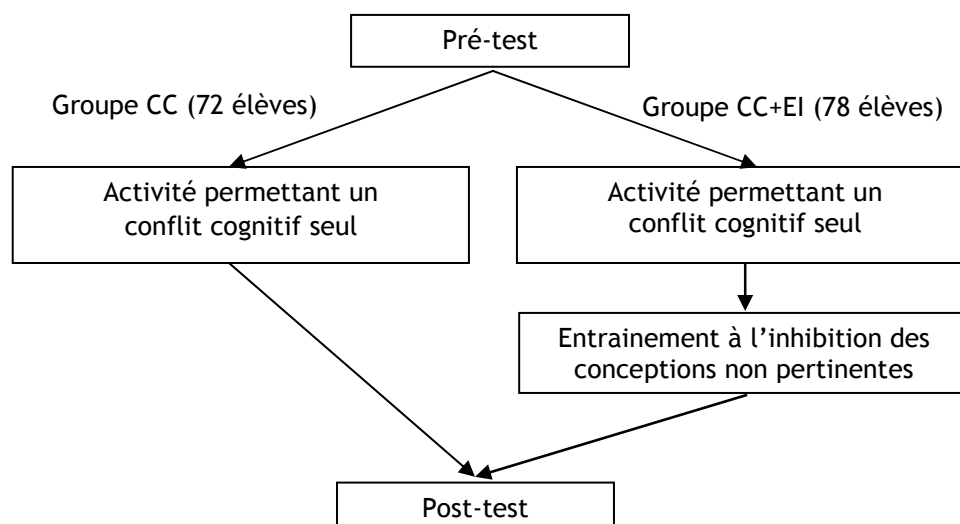 Pré-test
Groupe CC (72 élèves)
Groupe CC+EI (78 élèves)
Activité permettant un
conflit cognitif seul
Activité permettant un
conflit cognitif seul
Entrainement à l’inhibition des
conceptions non pertinentes
Post-test